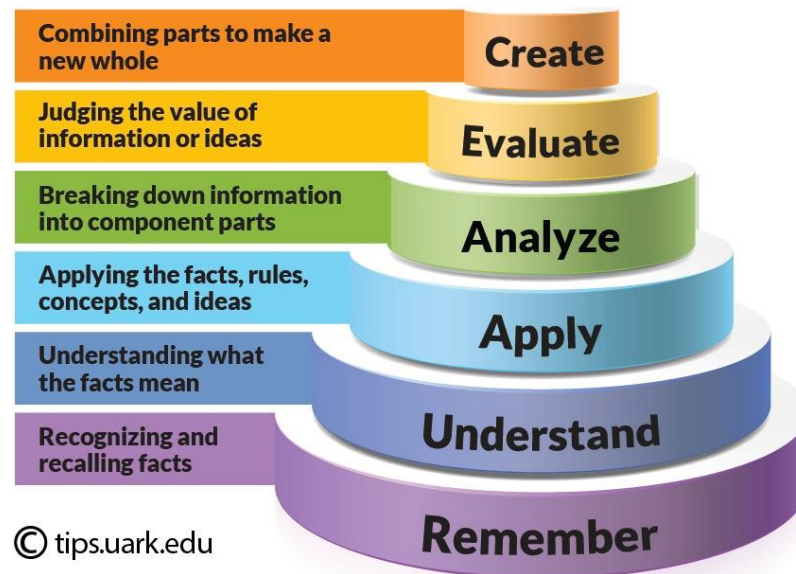 Combining parts to make a
new whole
Create
Judging the value of
information or ideas
Evaluate
Breaking down information
into component parts
Analyze
Applying the facts, rules,
concepts, and ideas
Apply
Understanding what
the facts mean
Understand
Recognizing and
recalling facts
Remember
© tips.uark.edu